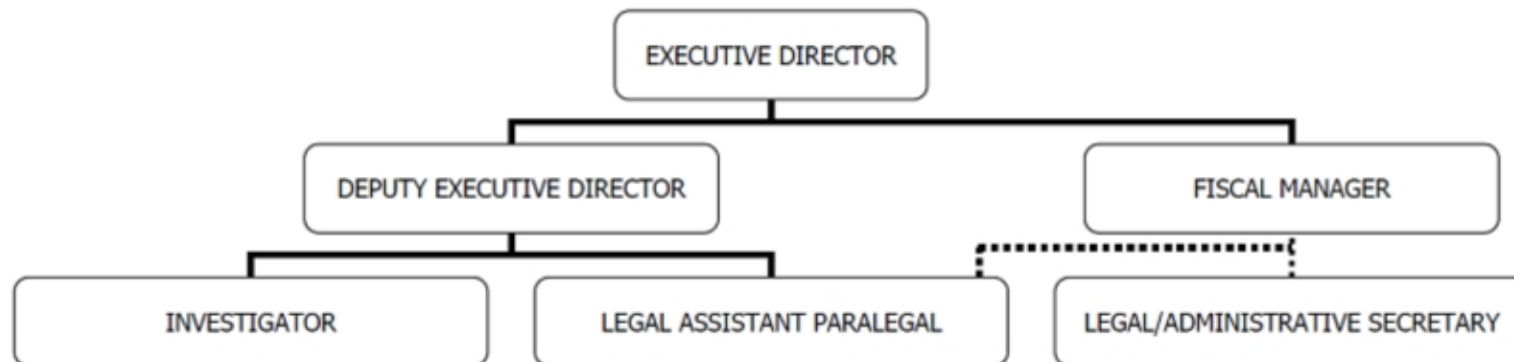 EXECUTIVE DIRECTOR
DEPUTY EXECUTIVE DIRECTOR
FISCAL MANAGER
INVESTIGATOR
LEGAL ASSISTANT PARALEGAL
LEGAL/ADMINISTRATIVE SECRETARY